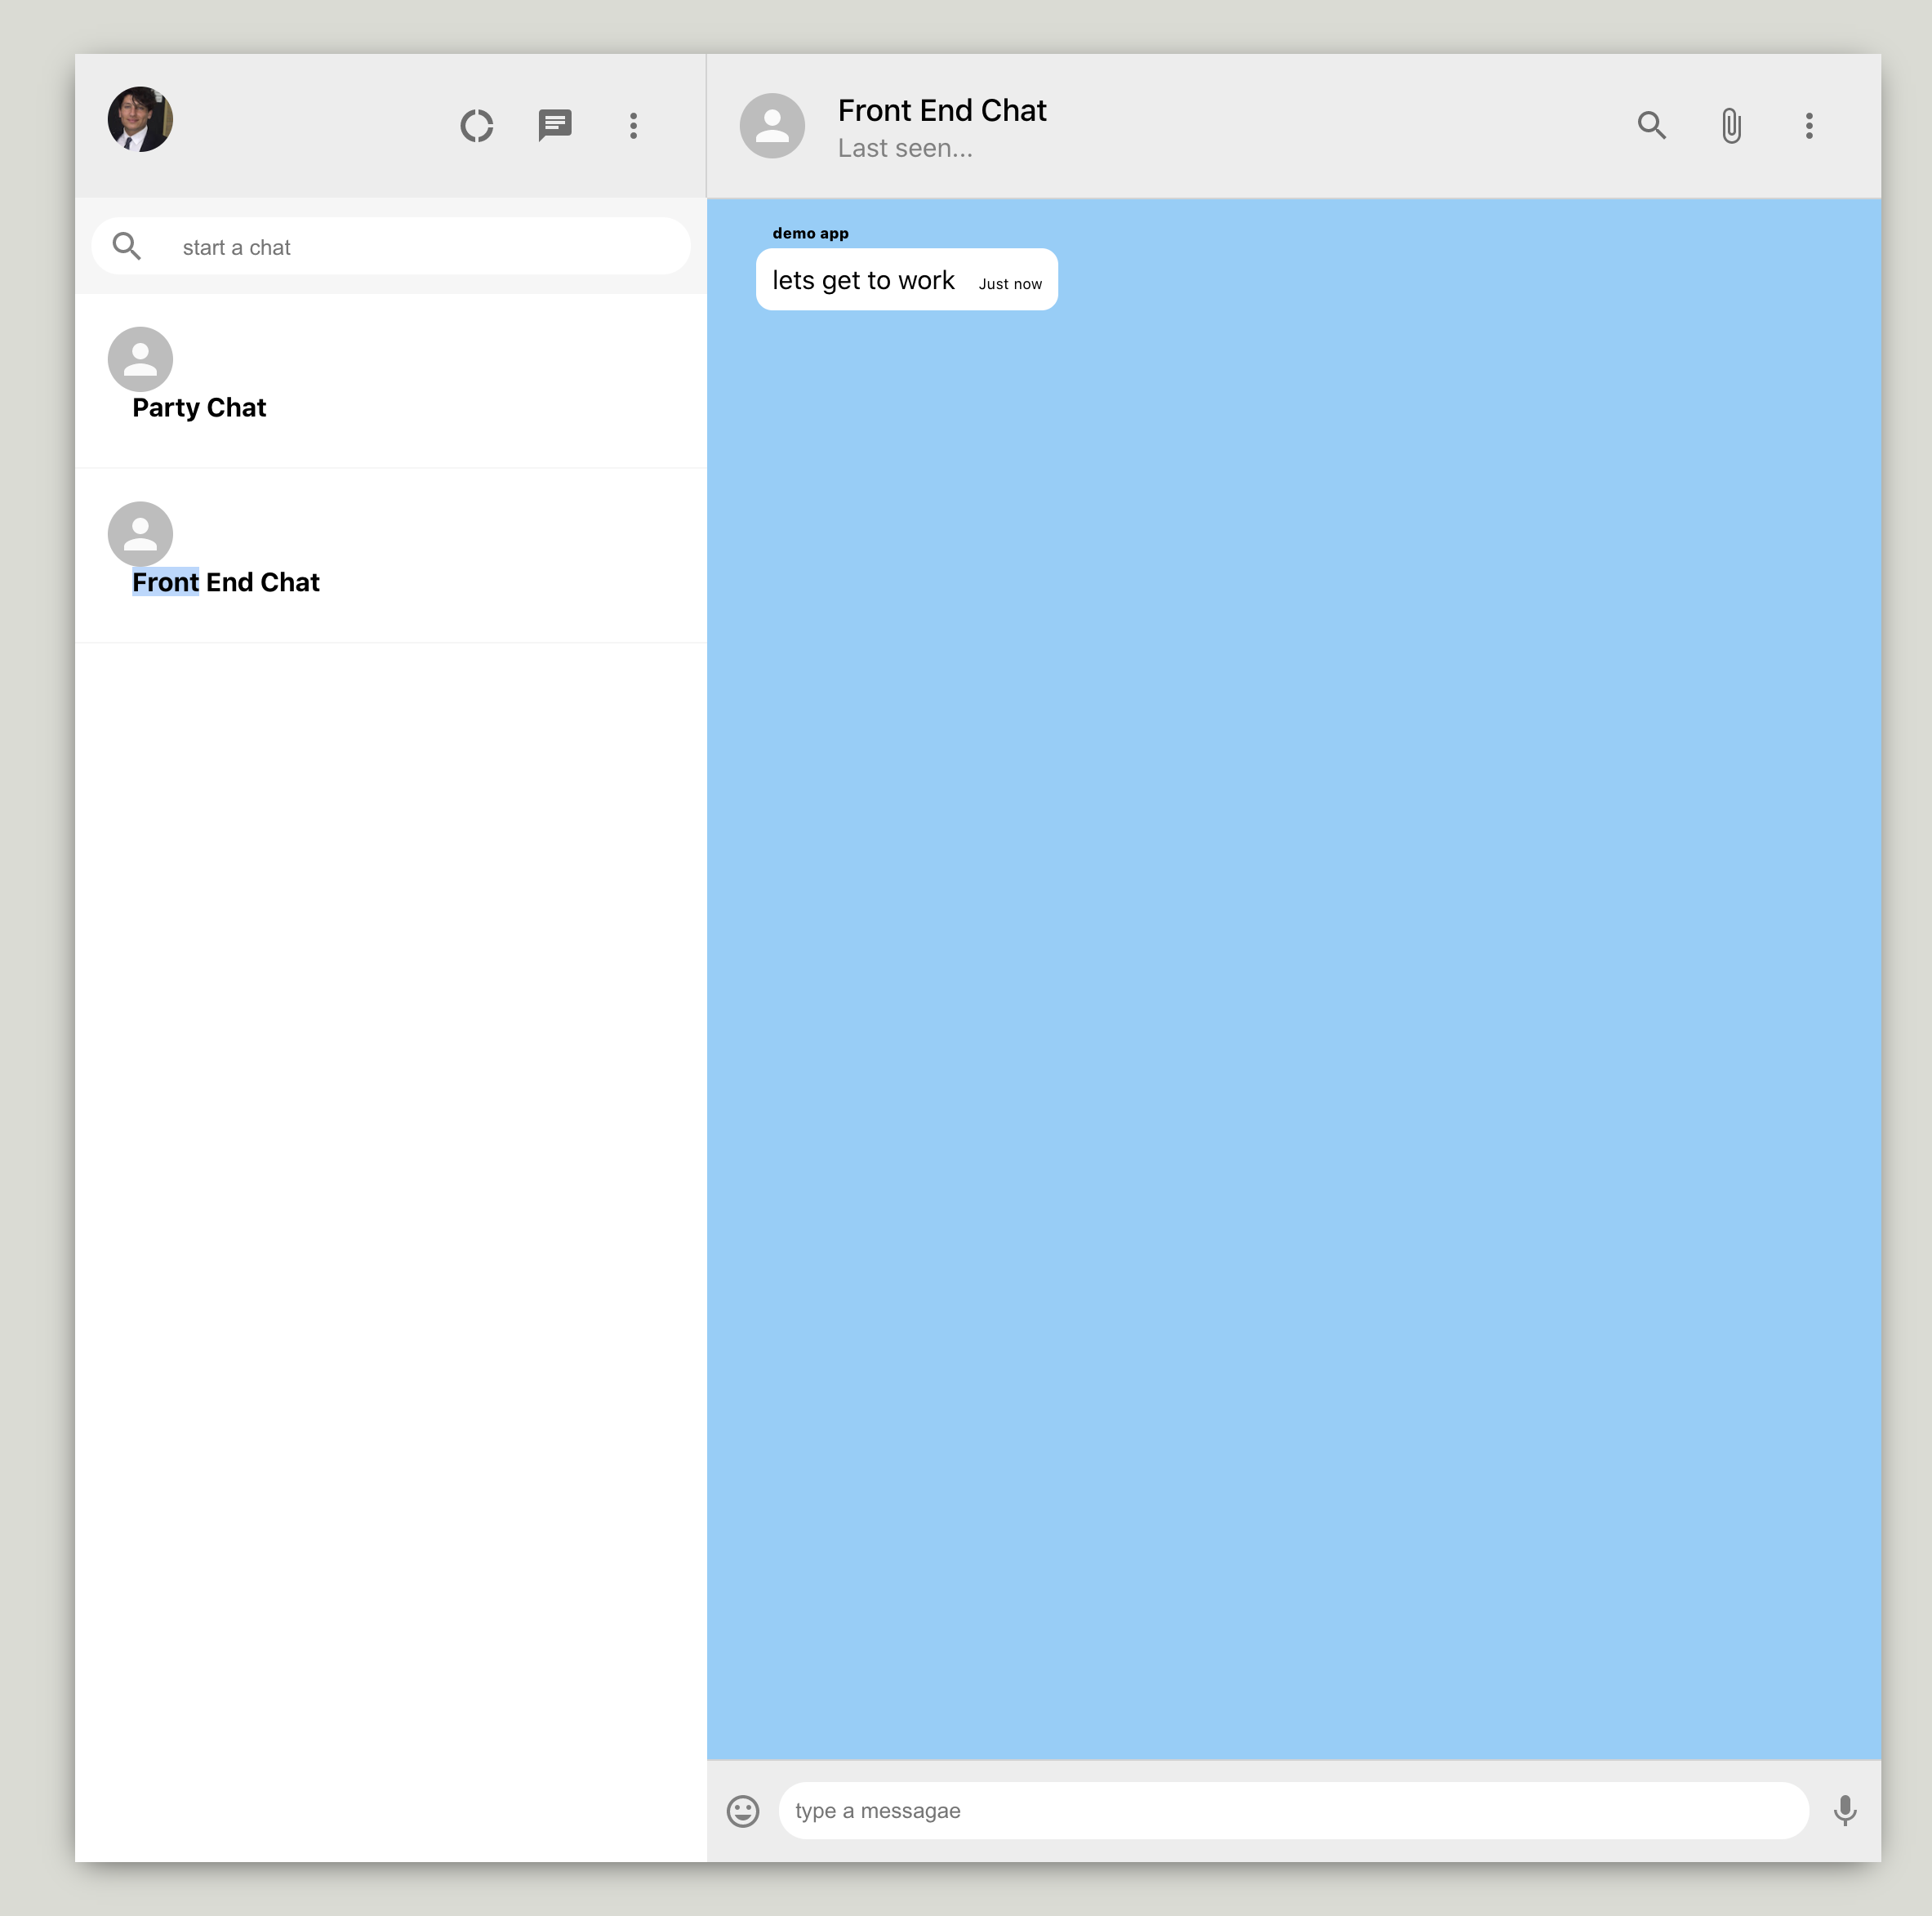 Front End Chat
Last seen...
start a chat
demo app
lets get to work Just now
Party Chat
Front End Chat
type a messagae